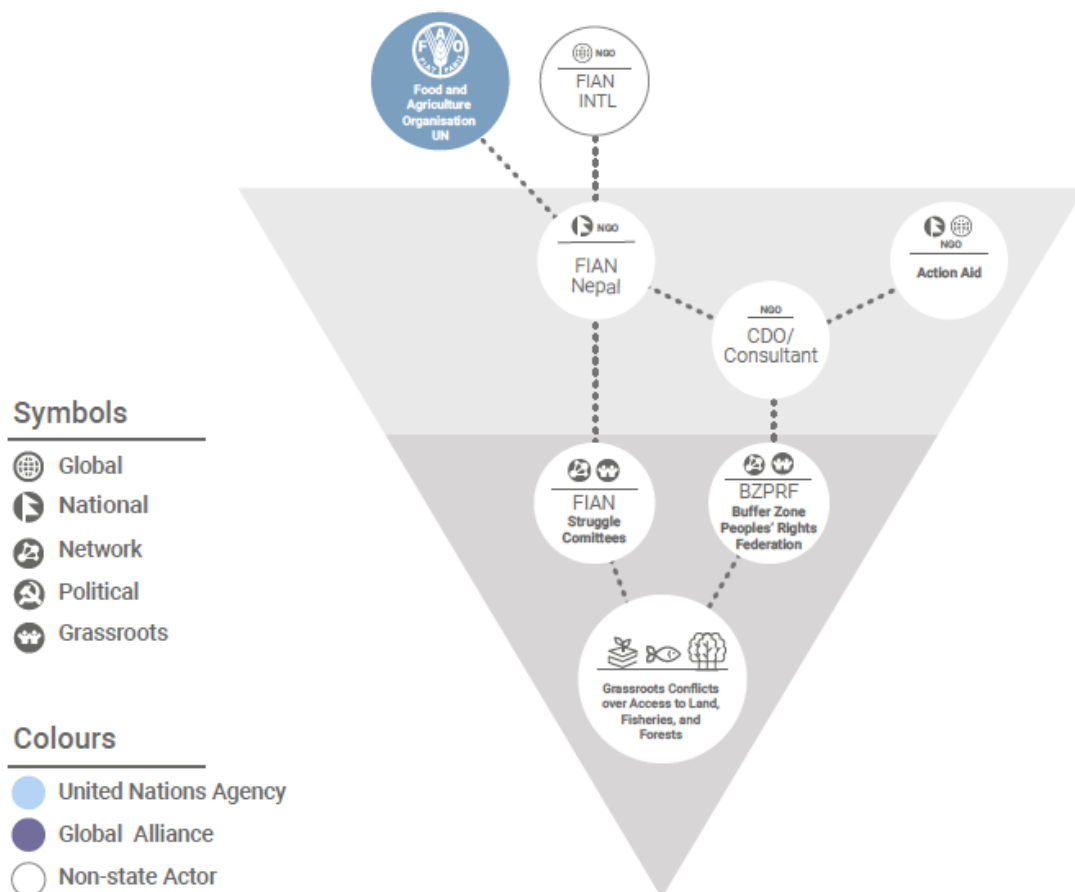 F A O
FIAT PANIS
Food and
Agriculture
Organisation
UN
NGO
FIAN
INTL
NGO
FIAN
Nepal
NGO
Action Aid
NGO
CDO/
Consultant
FIAN
Struggle
Comittees
BZPRF
Buffer Zone
Peoples' Rights
Federation
Grassroots Conflicts
over Access to Land,
Fisheries, and
Forests
Symbols
Global
National
Network
Political
Grassroots
Colours
United Nations Agency
Global Alliance
Non-state Actor